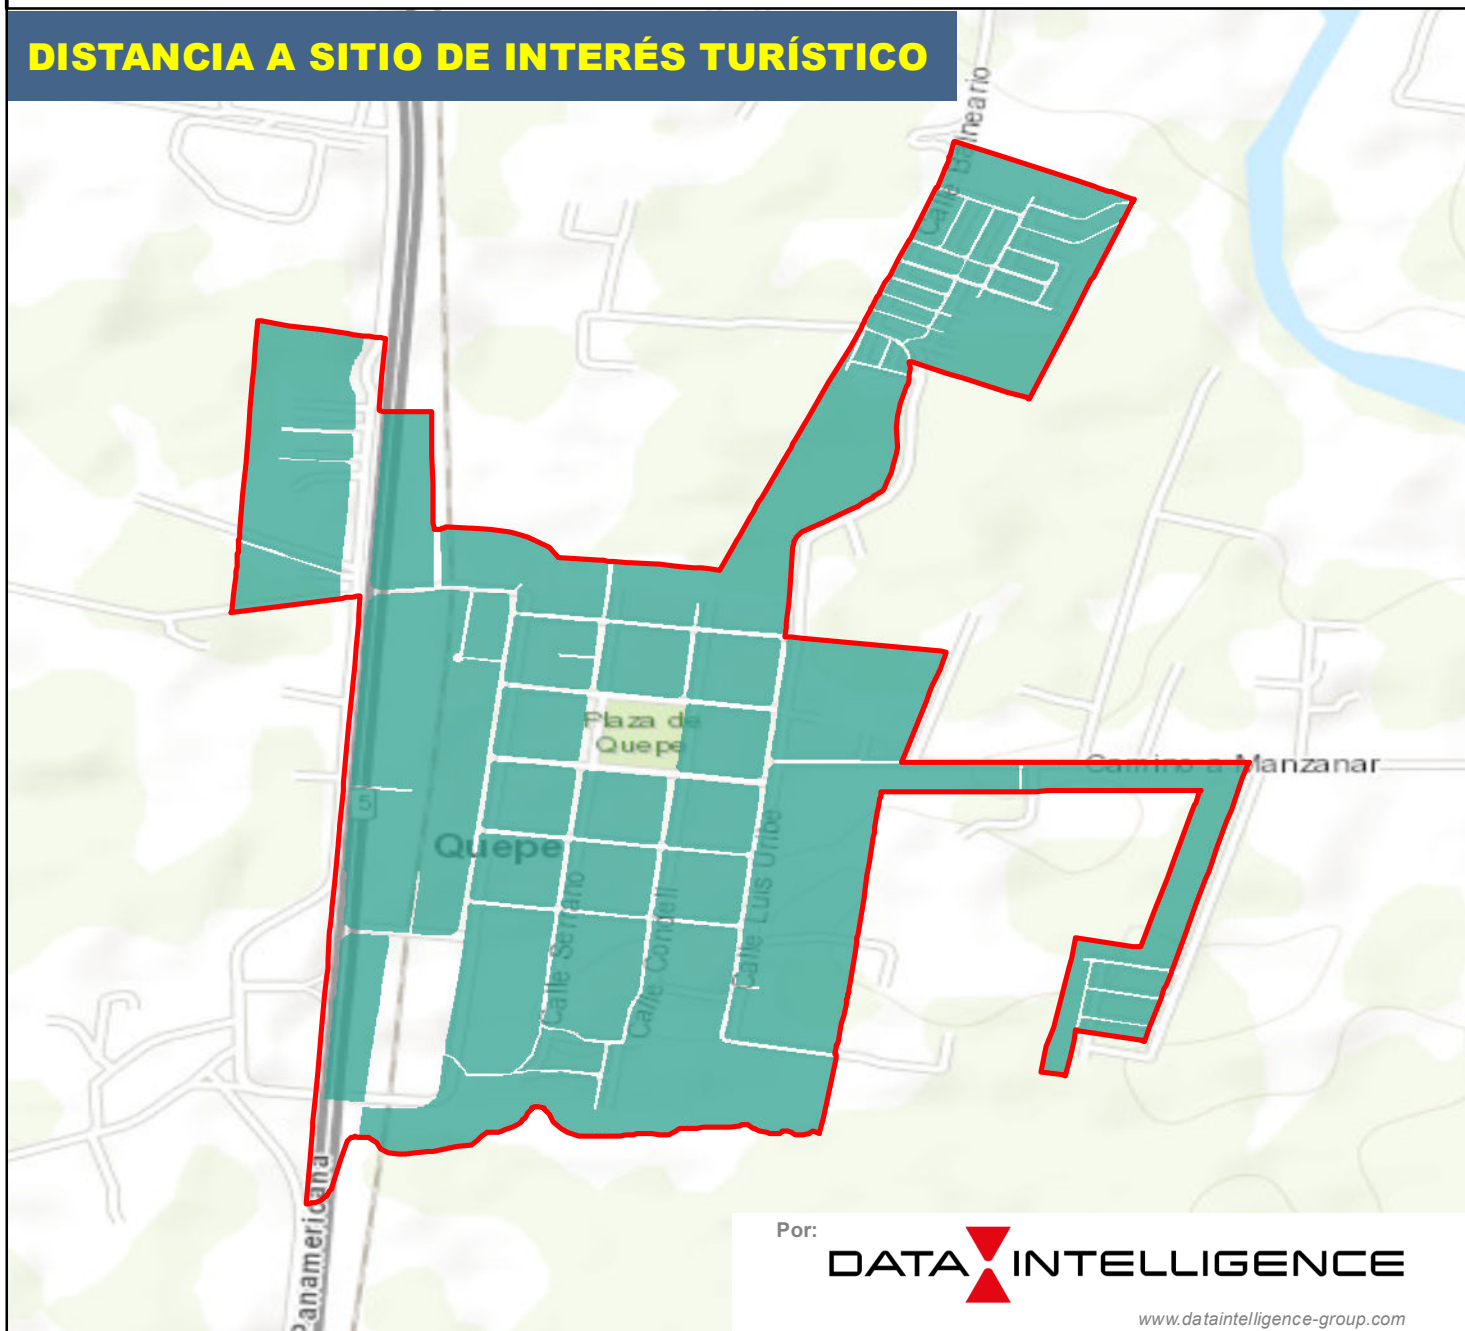 DISTANCIA A SITIO DE INTERÉS TURÍSTICO
Calle Balneario
Plaza de
Quepe
Camino a Manzanar
5
Quepe
Calle Serrano
Calle Condell
Calle Luis Uribe
Panamericana
Por:
DATA INTELLIGENCE
www.dataintelligence-group.com